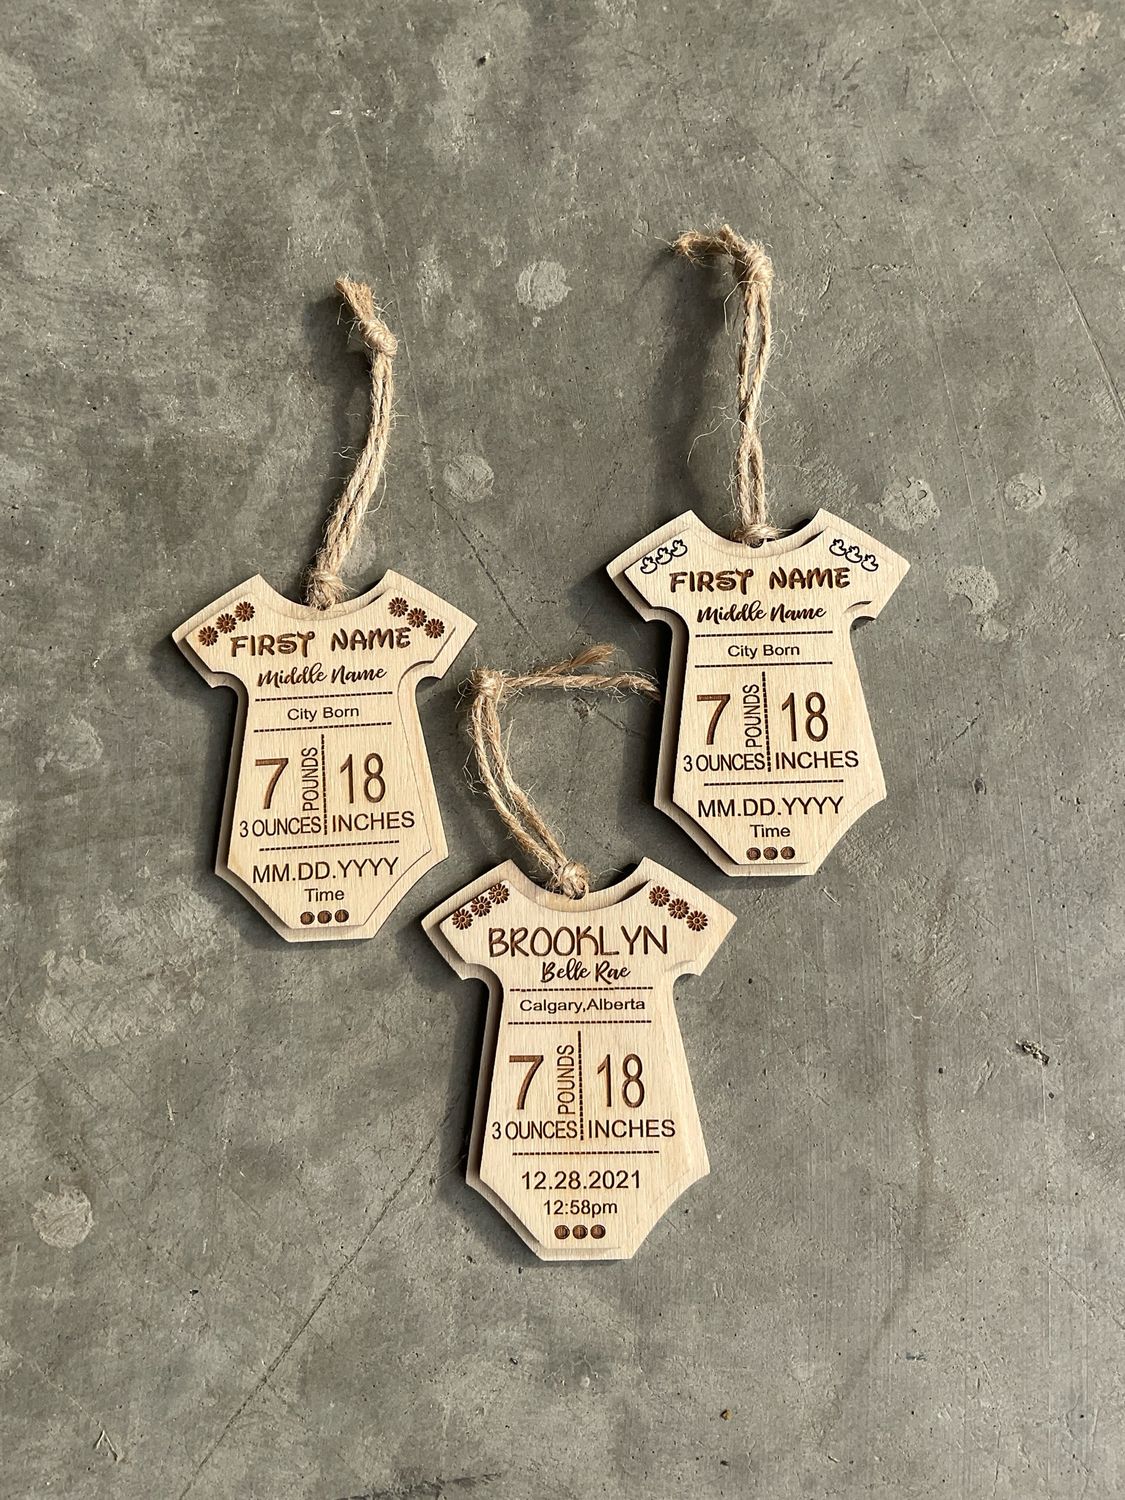 FIRST NAME
Middle Name
City Born
7 POUNDS
3 OUNCES
18
INCHES
MM.DD.YYYY
Time
FIRST NAME
Middle Name
City Born
7 POUNDS
3 OUNCES
18
INCHES
MM.DD.YYYY
Time
BROOKLYN
Belle Rae
Calgary,Alberta
7 POUNDS
3 OUNCES
18
INCHES
12.28.2021
12:58pm